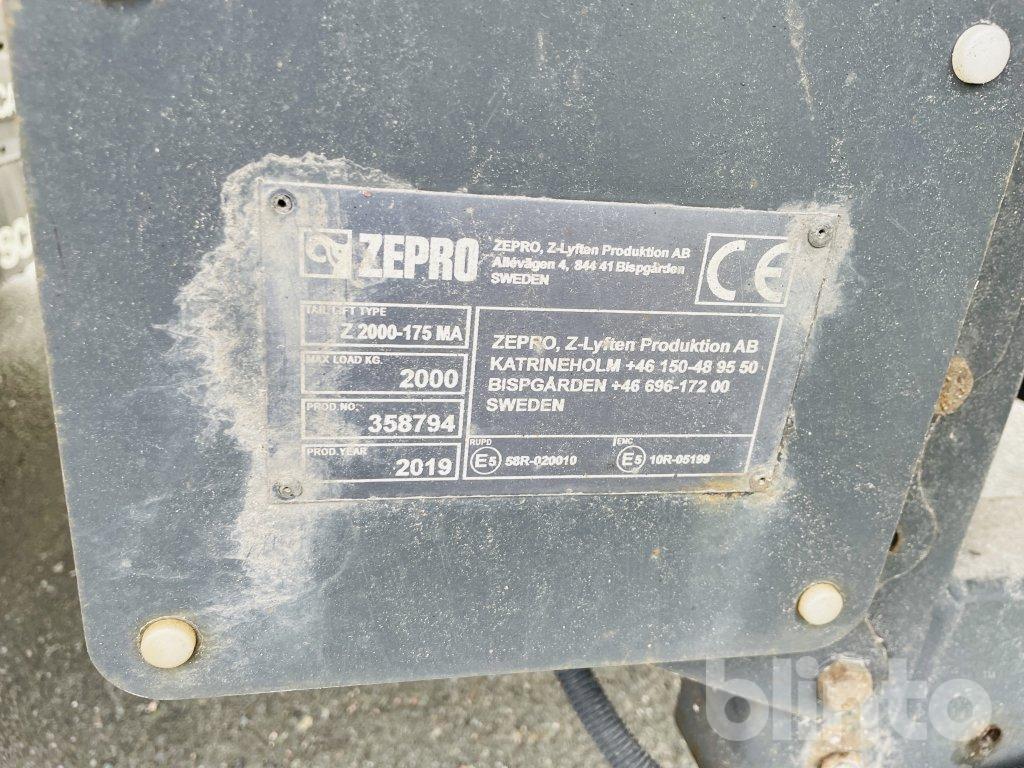 ZEPRO
ZEPRO, Z-Lyften Produktion AB
Allévägen 4, 844 41 Bispgården
SWEDEN
CE
TAIL LIFT TYPE
Z 2000-175 MA
MAX LOAD KG
2000
PROD.NO.
358794
PROD.YEAR
2019
ZEPRO, Z-Lyften Produktion AB
KATRINEHOLM +46 150-48 95 50
BISPGÅRDEN +46 696-172 00
SWEDEN
RUPD
E5 58R-020010
EMC
E5 10R-05199
blinto